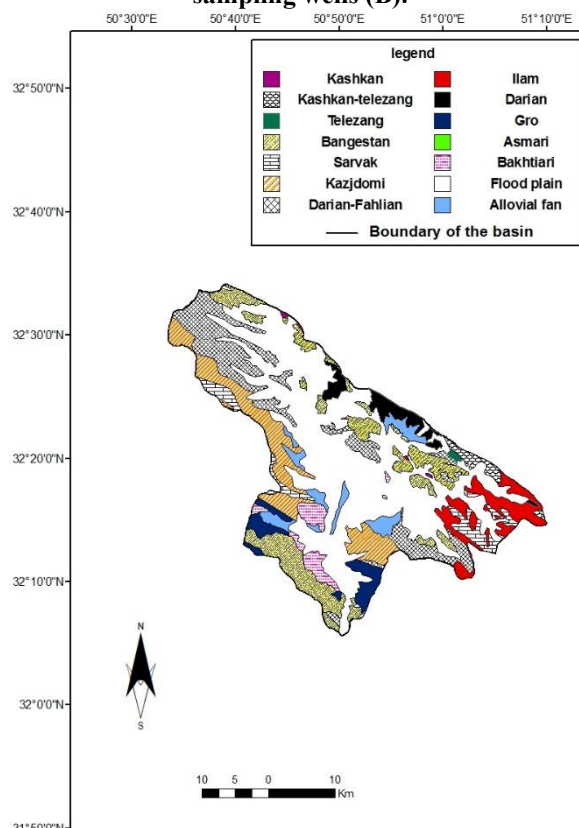 sampling wells (B).
50°30'0"E 50°40'0"E 50°50'0"E 51°0'0"E 51°10'0"E
legend
Kashkan Ilam
Kashkan-telezang Darian
Telezang Gro
Bangestan Asmari
Sarvak Bakhtiari
Kazjdomi Flood plain
Darian-Fahlian Allovial fan
Boundary of the basin
32°50'0"N
32°40'0"N
32°30'0"N
32°20'0"N
32°10'0"N
N
32°0'0"N
S
10 5 0 10
Km
31°50'0"N